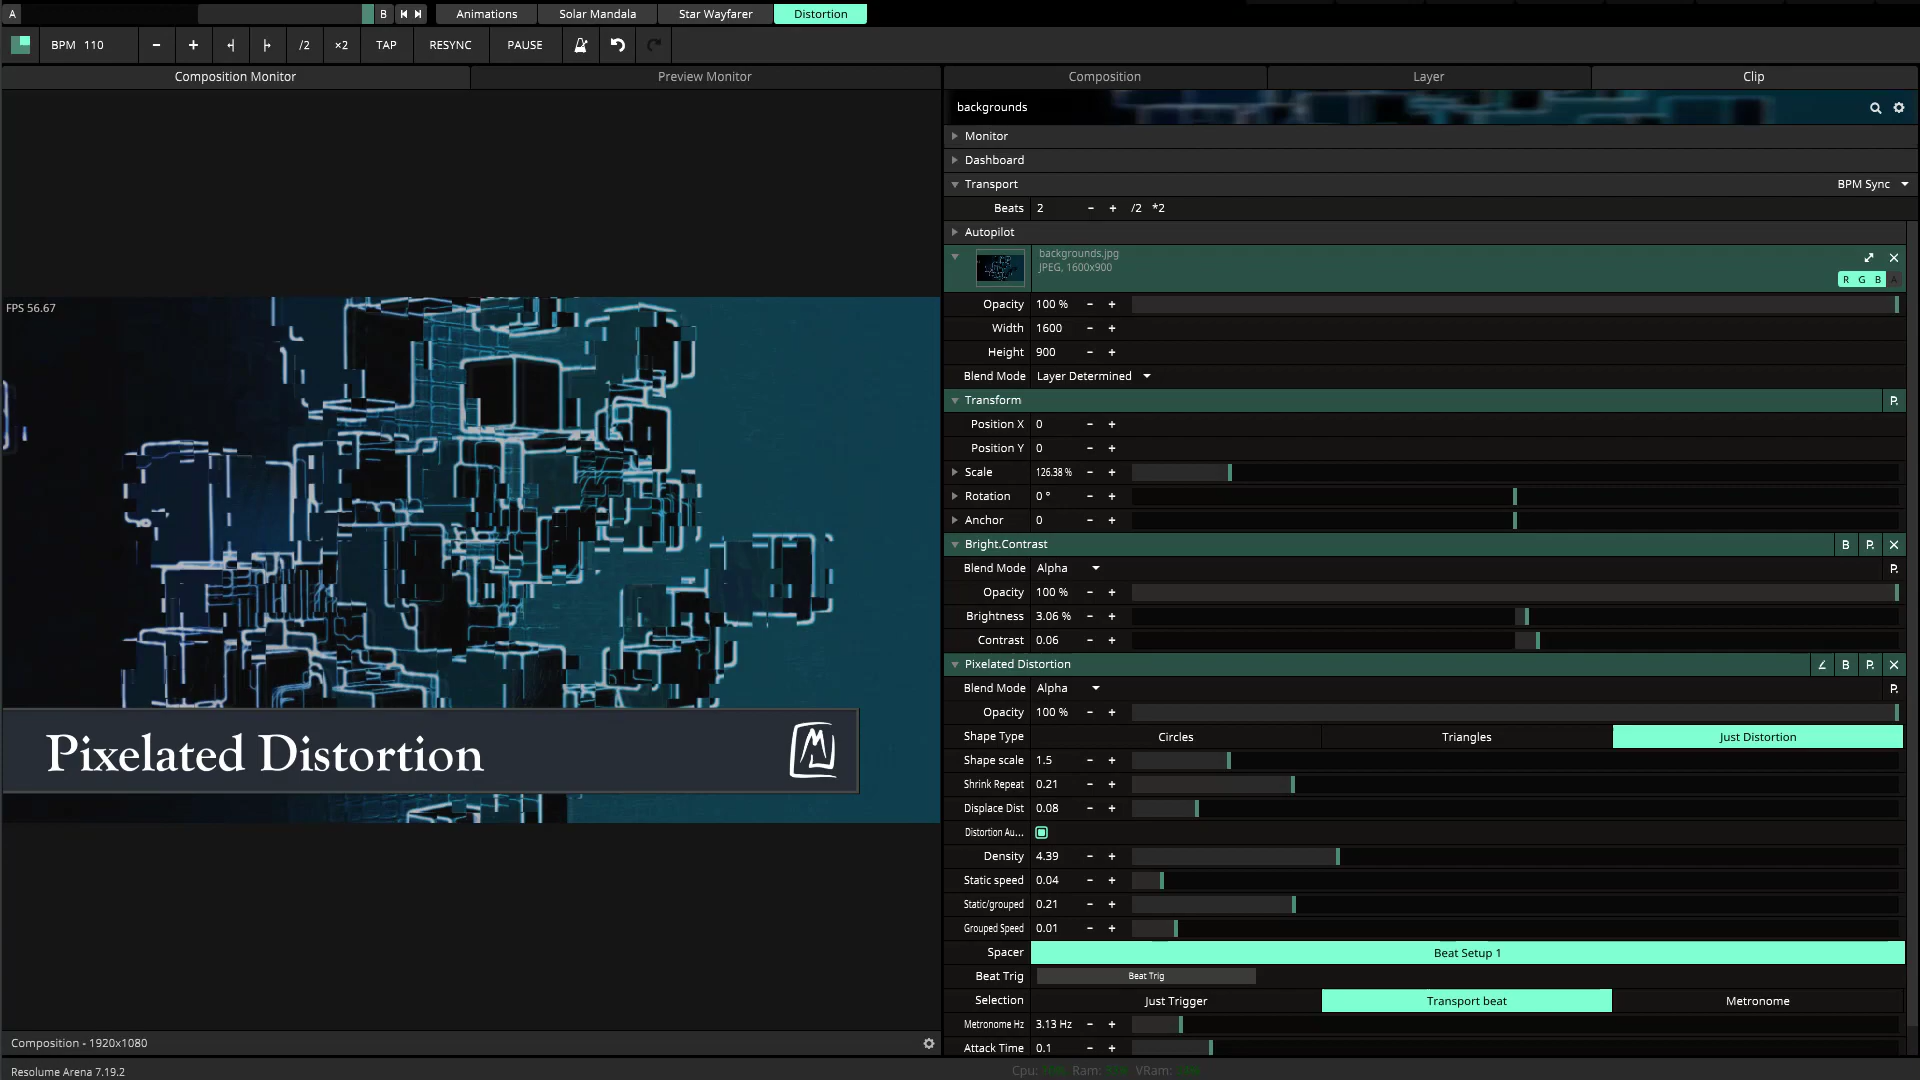 A B Animations Solar Mandala Star Wayfarer Distortion
BPM 110 - + /2 ×2 TAP RESYNC PAUSE
Composition Monitor Preview Monitor Composition Layer Clip
backgrounds
Monitor
Dashboard
Transport BPM Sync
Beats 2 - + /2 *2
Autopilot
backgrounds.jpg
JPEG, 1600x900
R G B A
Opacity 100 % - +
FPS 56.67
Width 1600 - +
Height 900 - +
Blend Mode Layer Determined
Transform P.
Position X 0 - +
Position Y 0 - +
Scale 126.38 % - +
Rotation 0 ° - +
Anchor 0 - +
Bright.Contrast B P.
Blend Mode Alpha P.
Opacity 100 % - +
Brightness 3.06 % - +
Contrast 0.06 - +
Pixelated Distortion B P.
Blend Mode Alpha P.
Opacity 100 % - +
Shape Type Circles Triangles Just Distortion
Pixelated Distortion
Shape scale 1.5 - +
Shrink Repeat 0.21 - +
Displace Dist 0.08 - +
Distortion Au...
Density 4.39 - +
Static speed 0.04 - +
Static/grouped 0.21 - +
Grouped Speed 0.01 - +
Spacer Beat Setup 1
Beat Trig Beat Trig
Selection Just Trigger Transport beat Metronome
Metronome Hz 3.13 Hz - +
Attack Time 0.1 - +
Composition - 1920x1080
Resolume Arena 7.19.2
Cpu: Ram: VRam: